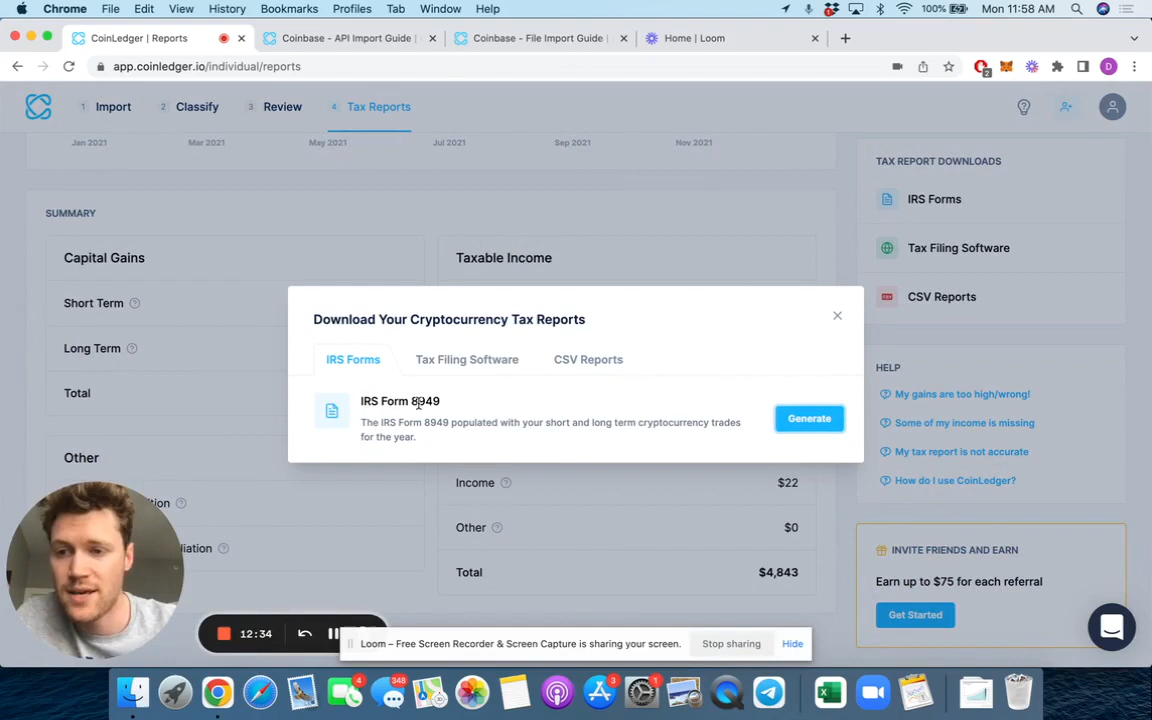 Chrome File Edit View History Bookmarks Profiles Tab Window Help
100% Mon 11:58 AM
CoinLedger | Reports
Coinbase - API Import Guide |
Coinbase - File Import Guide |
Home | Loom
app.coinledger.io/individual/reports
2
D
1 Import
2 Classify
3 Review
4 Tax Reports
Jan 2021 Mar 2021 May 2021 Jul 2021 Sep 2021 Nov 2021
SUMMARY
Capital Gains
Short Term
Long Term
Total
Other
tion
liation
Taxable Income
Income $22
Other $0
Total $4,843
Download Your Cryptocurrency Tax Reports
IRS Forms
Tax Filing Software
CSV Reports
IRS Form 8949
The IRS Form 8949 populated with your short and long term cryptocurrency trades
for the year.
Generate
TAX REPORT DOWNLOADS
IRS Forms
Tax Filing Software
CSV Reports
HELP
My gains are too high/wrong!
Some of my income is missing
My tax report is not accurate
How do I use CoinLedger?
INVITE FRIENDS AND EARN
Earn up to $75 for each referral
Get Started
12:34
Loom – Free Screen Recorder & Screen Capture is sharing your screen.
Stop sharing
Hide
4
348
3
1